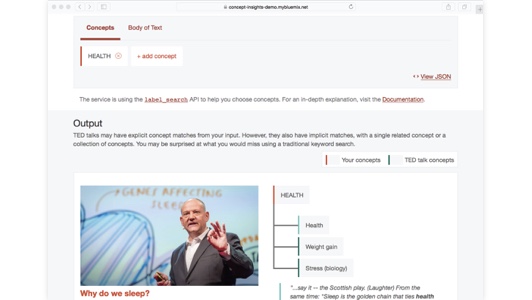 concept-insights-demo.mybluemix.net
Concepts
Body of Text
HEALTH
+ add concept
View JSON
The service is using the label_search API to help you choose concepts. For an in-depth explanation, visit the Documentation.
Output
TED talks may have explicit concept matches from your input. However, they also have implicit matches, with a single related concept or a
collection of concepts. You may be surprised at what you would miss using a traditional keyword search.
Your concepts
TED talk concepts
GENES AFFECTING
SLEEP
HEALTH
Health
Weight gain
Stress (biology)
Why do we sleep?
"...say it -- the Scottish play. (Laughter) From the
same time: "Sleep is the golden chain that ties health